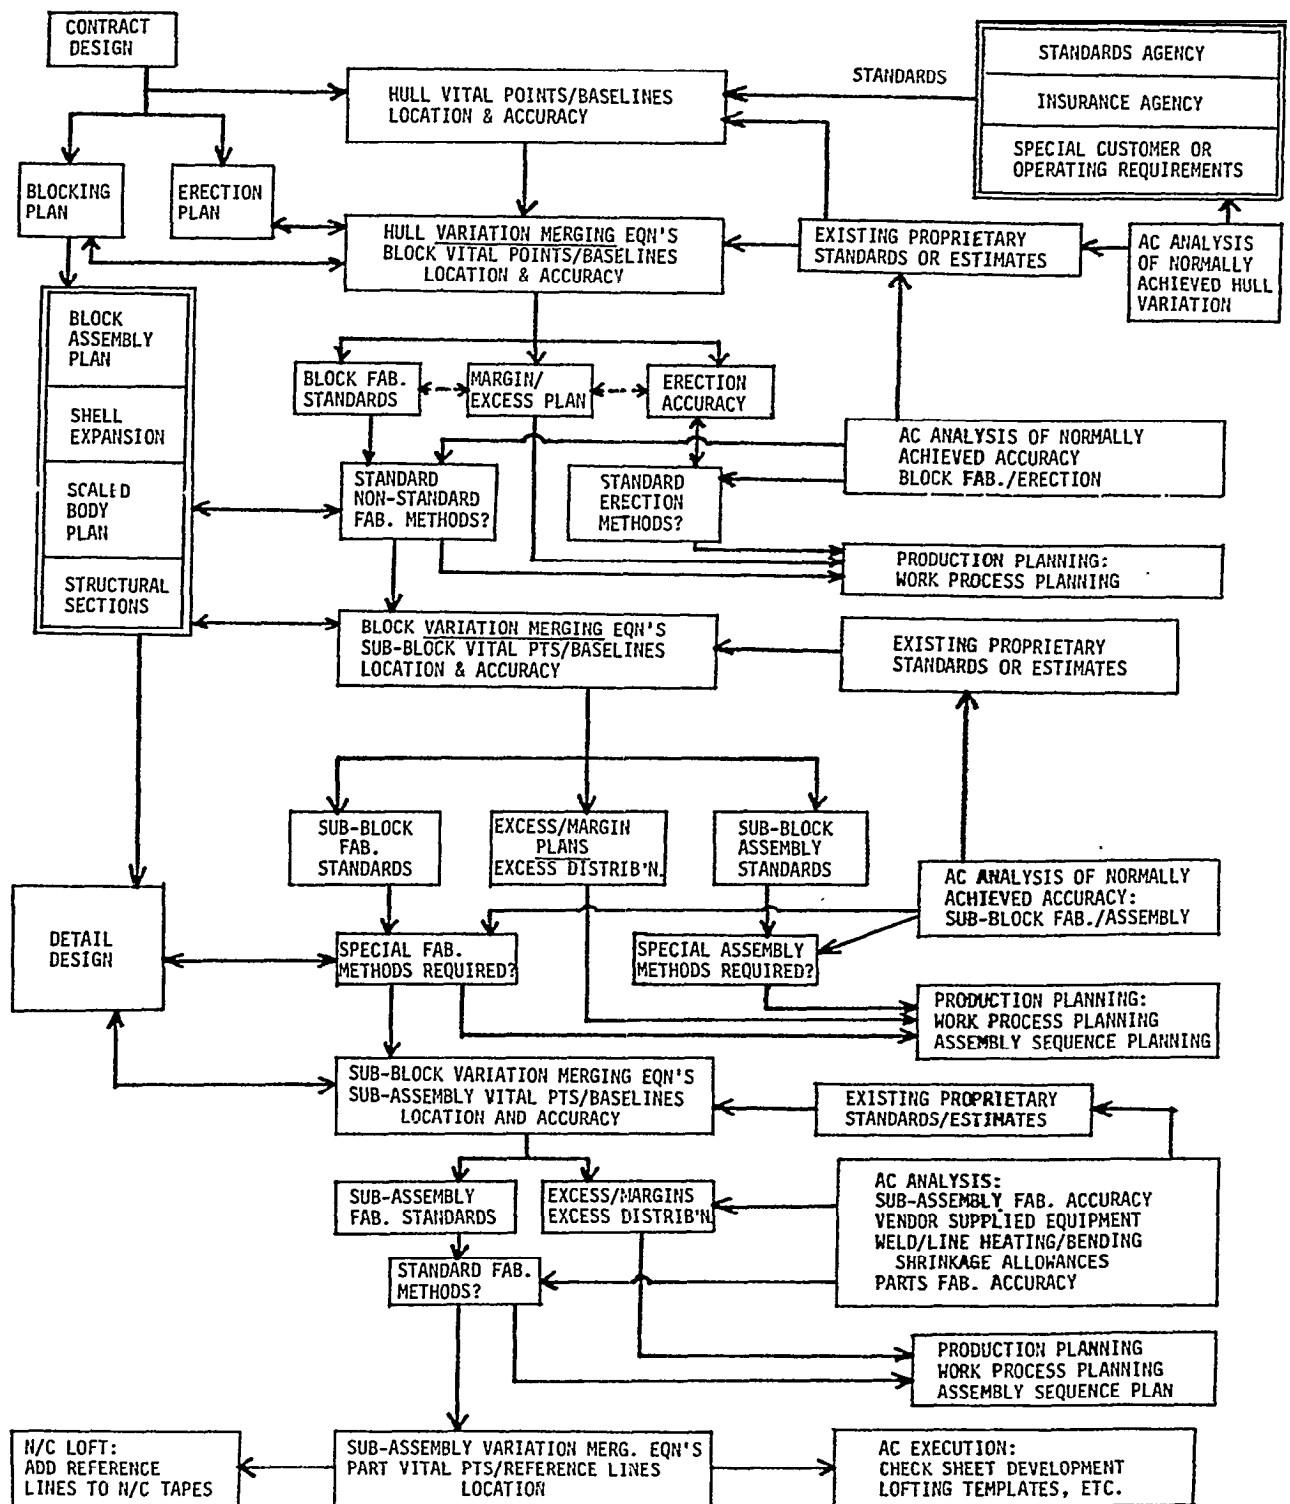 CONTRACT
DESIGN
STANDARDS AGENCY
INSURANCE AGENCY
SPECIAL CUSTOMER OR
OPERATING REQUIREMENTS
STANDARDS
HULL VITAL POINTS/BASELINES
LOCATION & ACCURACY
BLOCKING
PLAN
ERECTION
PLAN
HULL VARIATION MERGING EQN'S
BLOCK VITAL POINTS/BASELINES
LOCATION & ACCURACY
EXISTING PROPRIETARY
STANDARDS OR ESTIMATES
AC ANALYSIS
OF NORMALLY
ACHIEVED HULL
VARIATION
BLOCK
ASSEMBLY
PLAN
SHELL
EXPANSION
SCALED
BODY
PLAN
STRUCTURAL
SECTIONS
BLOCK FAB.
STANDARDS
MARGIN/
EXCESS PLAN
ERECTION
ACCURACY
AC ANALYSIS OF NORMALLY
ACHIEVED ACCURACY
BLOCK FAB./ERECTION
STANDARD
NON-STANDARD
FAB. METHODS?
STANDARD
ERECTION
METHODS?
PRODUCTION PLANNING:
WORK PROCESS PLANNING
BLOCK VARIATION MERGING EQN'S
SUB-BLOCK VITAL PTS/BASELINES
LOCATION & ACCURACY
EXISTING PROPRIETARY
STANDARDS OR ESTIMATES
SUB-BLOCK
FAB.
STANDARDS
EXCESS/MARGIN
PLANS
EXCESS DISTRIB'N.
SUB-BLOCK
ASSEMBLY
STANDARDS
AC ANALYSIS OF NORMALLY
ACHIEVED ACCURACY:
SUB-BLOCK FAB./ASSEMBLY
DETAIL
DESIGN
SPECIAL FAB.
METHODS REQUIRED?
SPECIAL ASSEMBLY
METHODS REQUIRED?
PRODUCTION PLANNING:
WORK PROCESS PLANNING
ASSEMBLY SEQUENCE PLANNING
SUB-BLOCK VARIATION MERGING EQN'S
SUB-ASSEMBLY VITAL PTS/BASELINES
LOCATION AND ACCURACY
EXISTING PROPRIETARY
STANDARDS/ESTIMATES
SUB-ASSEMBLY
FAB. STANDARDS
EXCESS/MARGINS
EXCESS DISTRIB'N
AC ANALYSIS:
SUB-ASSEMBLY FAB. ACCURACY
VENDOR SUPPLIED EQUIPMENT
WELD/LINE HEATING/BENDING
SHRINKAGE ALLOWANCES
PARTS FAB. ACCURACY
STANDARD FAB.
METHODS?
PRODUCTION PLANNING
WORK PROCESS PLANNING
ASSEMBLY SEQUENCE PLAN
N/C LOFT:
ADD REFERENCE
LINES TO N/C TAPES
SUB-ASSEMBLY VARIATION MERG. EQN'S
PART VITAL PTS/REFERENCE LINES
LOCATION
AC EXECUTION:
CHECK SHEET DEVELOPMENT
LOFTING TEMPLATES, ETC.